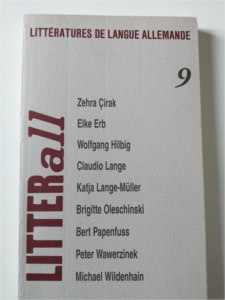 LITTÉRATURES DE LANGUE ALLEMANDE
9
LITTERall
Zehra Çirak
Elke Erb
Wolfgang Hilbig
Claudio Lange
Katja Lange-Müller
Brigitte Oleschinski
Bert Papenfuss
Peter Wawerzinek
Michael Wildenhain